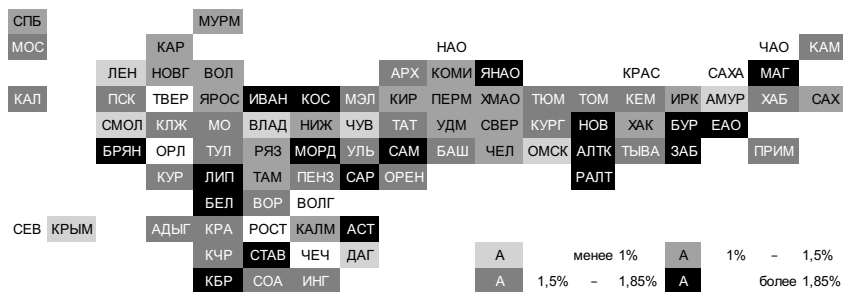 СПБ МУРМ
МОС КАР НАО ЧАО КАМ
ЛЕН НОВГ ВОЛ АРХ КОМИ ЯНАО КРАС САХА МАГ
КАЛ ПСК ТВЕР ЯРОС ИВАН КОС МЭЛ КИР ПЕРМ ХМАО ТЮМ ТОМ КЕМ ИРК АМУР ХАБ САХ
СМОЛ КЛЖ МО ВЛАД НИЖ ЧУВ ТАТ УДМ СВЕР КУРГ НОВ ХАК БУР ЕАО
БРЯН ОРЛ ТУЛ РЯЗ МОРД УЛЬ САМ БАШ ЧЕЛ ОМСК АЛТК ТЫВА ЗАБ ПРИМ
КУР ЛИП ТАМ ПЕНЗ САР ОРЕН РАЛТ
БЕЛ ВОР ВОЛГ
СЕВ КРЫМ АДЫГ КРА РОСТ КАЛМ АСТ
КЧР СТАВ ЧЕЧ ДАГ А менее 1% А 1% – 1,5%
КБР СОА ИНГ А 1,5% – 1,85% А более 1,85%